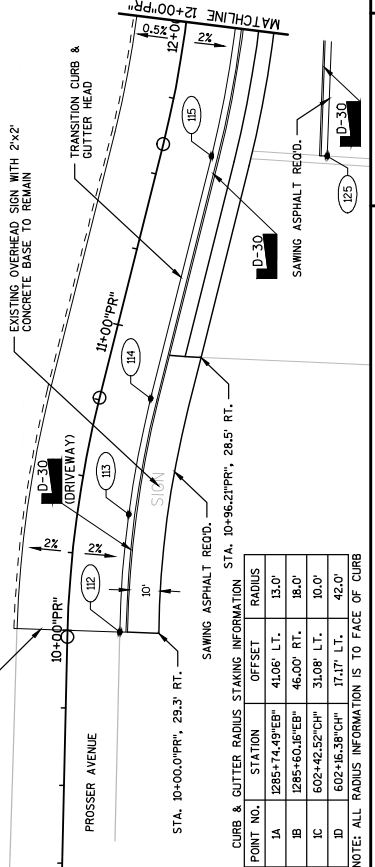 MATCHLINE 12+00"PR"
EXISTING OVERHEAD SIGN WITH 2'x2'
CONCRETE BASE TO REMAIN
TRANSITION CURB &
GUTTER HEAD
0.5%
12+0
2%
115
D-30
SAWING ASPHALT REQ'D.
D-30
125
11+00"PR"
114
D-30
(DRIVEWAY)
113
SIGN
2%
2%
112
10'
10+00"PR"
PROSSER AVENUE
STA. 10+96.21"PR", 28.5' RT.
SAWING ASPHALT REQ'D.
STA. 10+00.0"PR", 29.3' RT.
CURB & GUTTER RADIUS STAKING INFORMATION
POINT NO. STATION OFFSET RADIUS
1A 1285+74.49"EB" 41.06' LT. 13.0'
1B 1285+60.16"EB" 46.00' RT. 18.0'
1C 602+42.52"CH" 31.08' LT. 10.0'
1D 602+16.38"CH" 17.17' LT. 42.0'
NOTE: ALL RADIUS INFORMATION IS TO FACE OF CURB